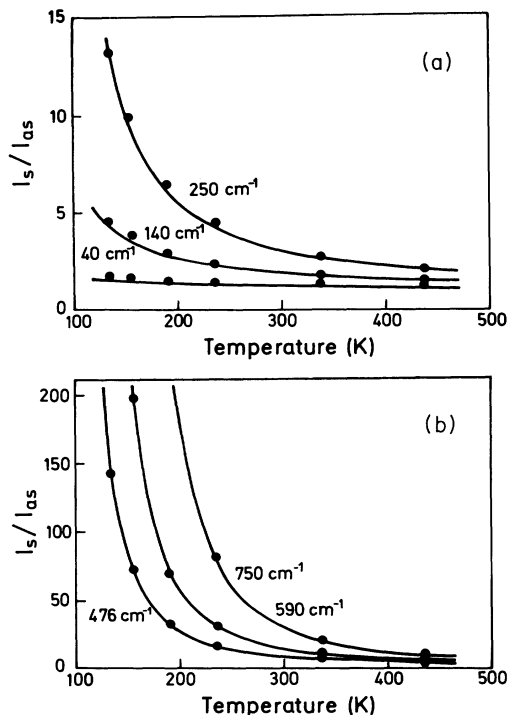 15
(a)
10
I_s / I_as
250 cm⁻¹
5
140 cm⁻¹
40 cm⁻¹
0
100 200 300 400 500
Temperature (K)
200
(b)
150
I_s / I_as
100
750 cm⁻¹
50
590 cm⁻¹
476 cm⁻¹
0
100 200 300 400 500
Temperature (K)